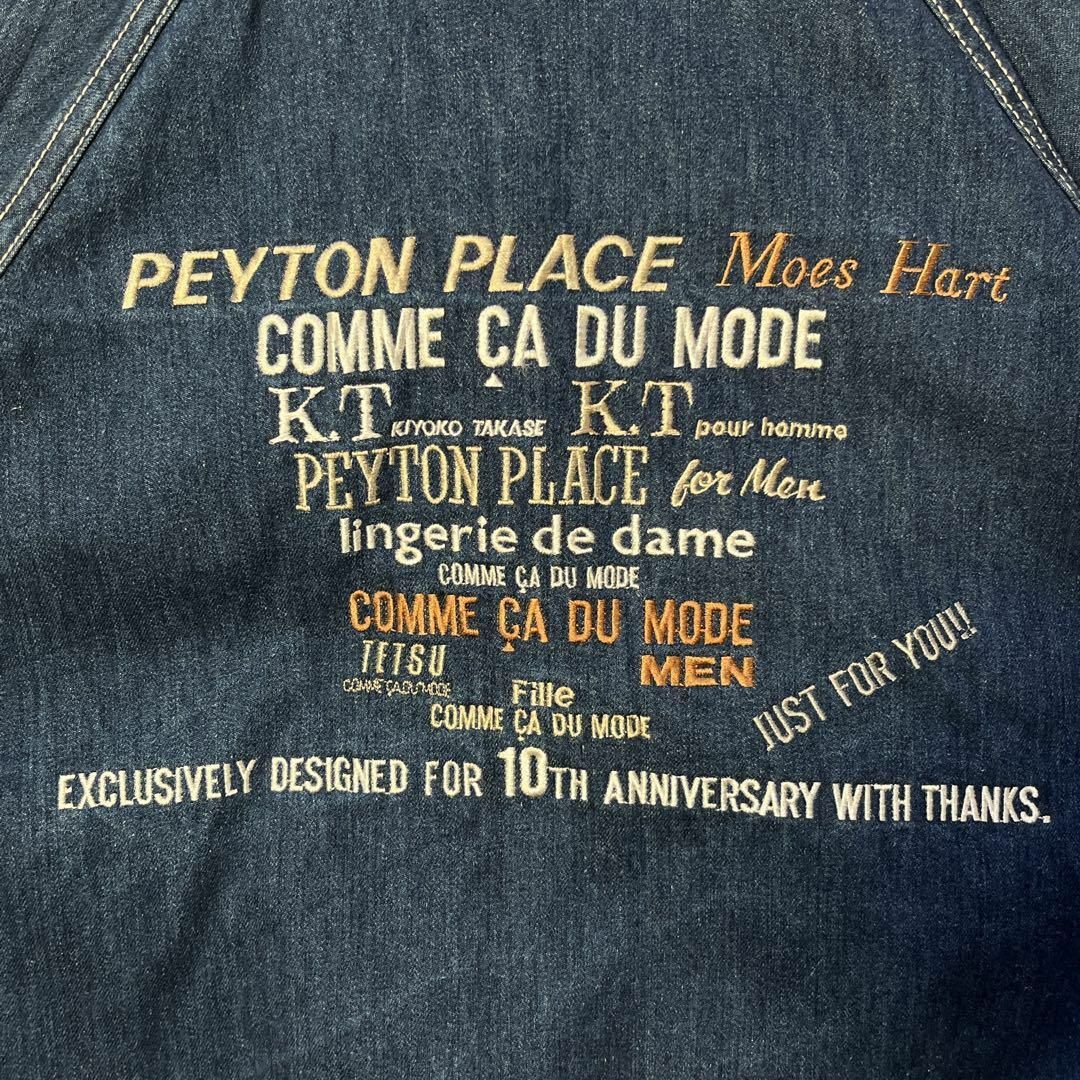 PEYTON PLACE Moes Hart
COMME ÇA DU MODE
K.T KIYOKO TAKASE K.T pour homme
PEYTON PLACE for Men
lingerie de dame
COMME ÇA DU MODE
COMME ÇA DU MODE
MEN
TETSU
COMME ÇA DU MODE
Fille
COMME ÇA DU MODE
JUST FOR YOU!!
EXCLUSIVELY DESIGNED FOR 10TH ANNIVERSARY WITH THANKS.